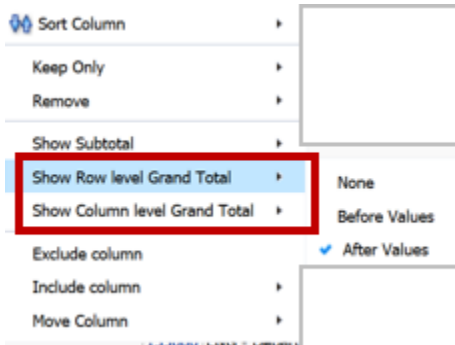 Sort Column
Keep Only
Remove
Show Subtotal
Show Row level Grand Total
Show Column level Grand Total
Exclude column
Include column
Move Column
None
Before Values
After Values